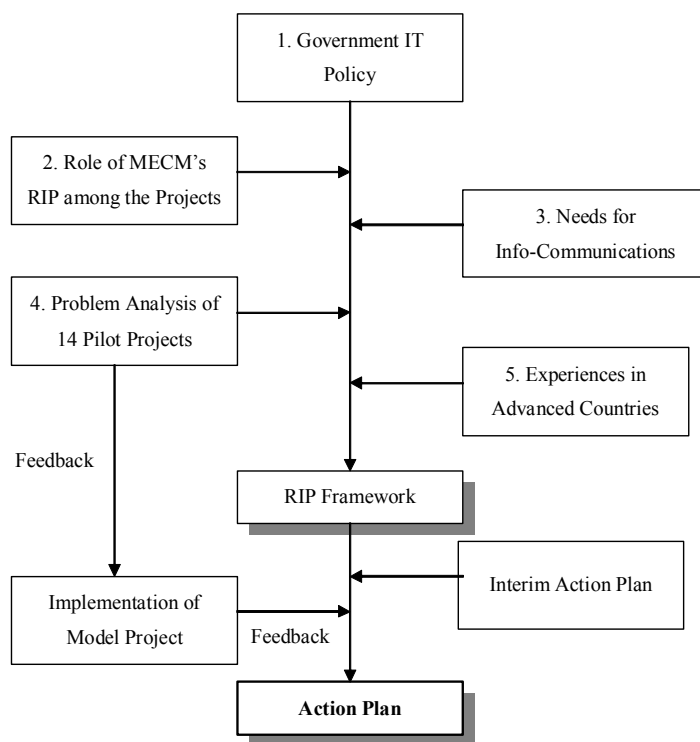 1. Government IT
Policy
2. Role of MECM's
RIP among the Projects
3. Needs for
Info-Communications
4. Problem Analysis of
14 Pilot Projects
5. Experiences in
Advanced Countries
Feedback
RIP Framework
Interim Action Plan
Implementation of
Model Project
Feedback
Action Plan